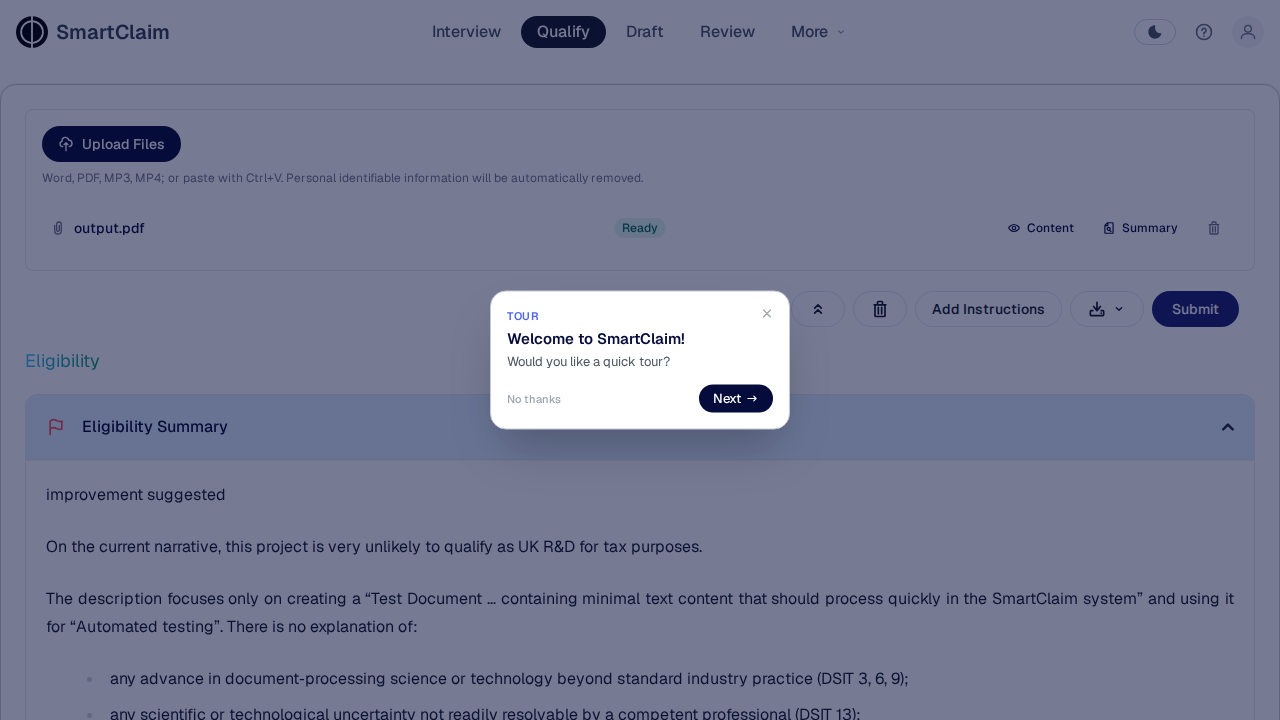 SmartClaim
Interview
Qualify
Draft
Review
More
Upload Files
Word, PDF, MP3, MP4; or paste with Ctrl+V. Personal identifiable information will be automatically removed.
output.pdf
Ready
Content
Summary
TOUR
Welcome to SmartClaim!
Would you like a quick tour?
No thanks
Next →
Add Instructions
Submit
Eligibility
Eligibility Summary
improvement suggested
On the current narrative, this project is very unlikely to qualify as UK R&D for tax purposes.
The description focuses only on creating a “Test Document … containing minimal text content that should process quickly in the SmartClaim system” and using it
for “Automated testing”. There is no explanation of:
any advance in document-processing science or technology beyond standard industry practice (DSIT 3, 6, 9);
any scientific or technological uncertainty not readily resolvable by a competent professional (DSIT 13);